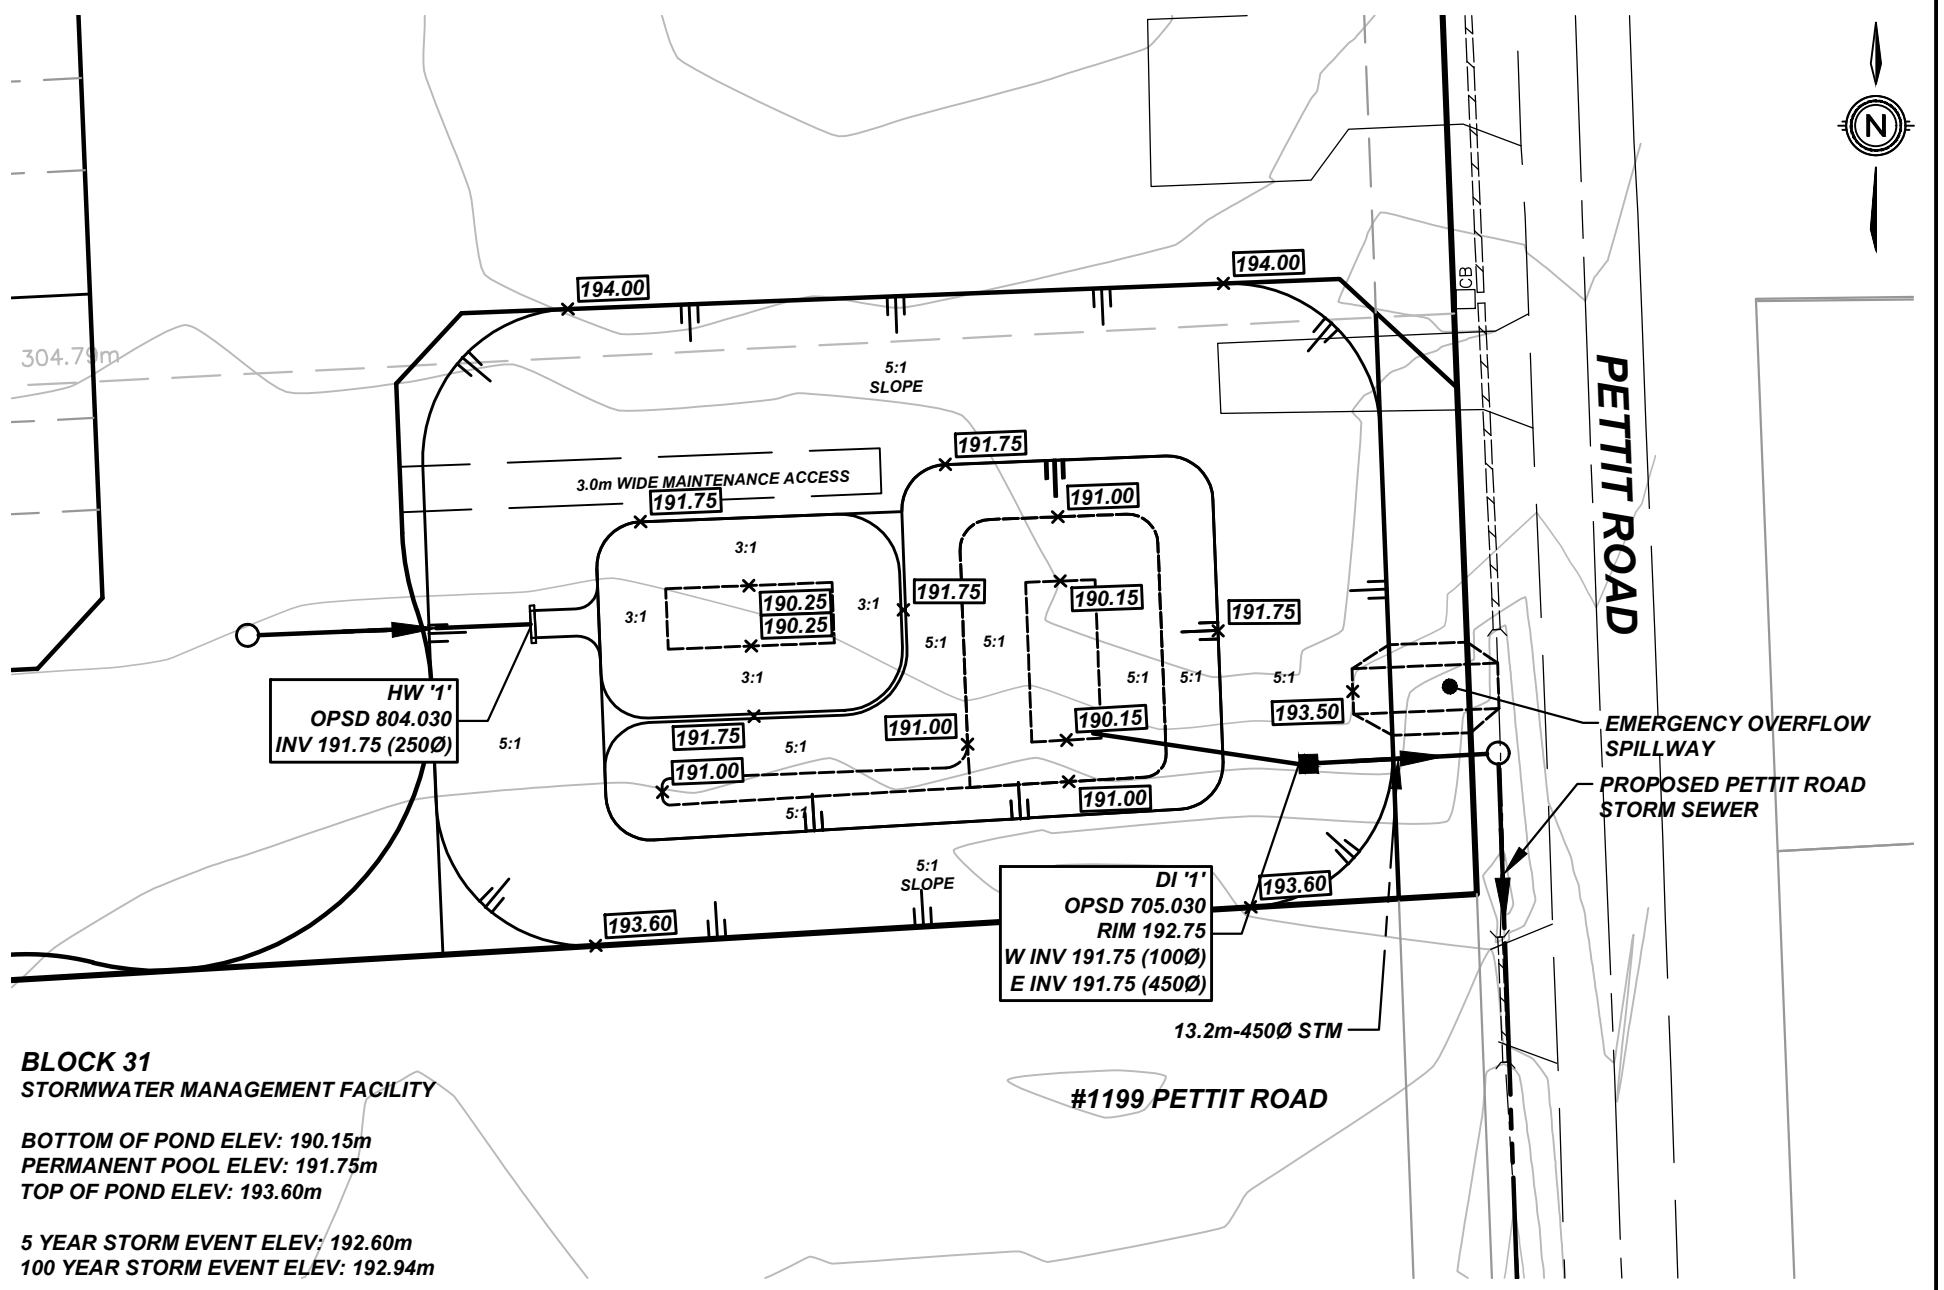 N
194.00
194.00
CB
304.79m
5:1
SLOPE
PETTIT ROAD
191.75
3.0m WIDE MAINTENANCE ACCESS
191.75
191.00
3:1
190.25
190.25
3:1
3:1
191.75
190.15
191.75
5:1
5:1
3:1
5:1
5:1
5:1
HW '1'
OPSD 804.030
INV 191.75 (250Ø)
5:1
191.75
5:1
191.00
190.15
193.50
EMERGENCY OVERFLOW
SPILLWAY
191.00
191.00
5:1
PROPOSED PETTIT ROAD
STORM SEWER
5:1
SLOPE
193.60
193.60
DI '1'
OPSD 705.030
RIM 192.75
W INV 191.75 (100Ø)
E INV 191.75 (450Ø)
13.2m-450Ø STM
#1199 PETTIT ROAD
BLOCK 31
STORMWATER MANAGEMENT FACILITY
BOTTOM OF POND ELEV: 190.15m
PERMANENT POOL ELEV: 191.75m
TOP OF POND ELEV: 193.60m
5 YEAR STORM EVENT ELEV: 192.60m
100 YEAR STORM EVENT ELEV: 192.94m